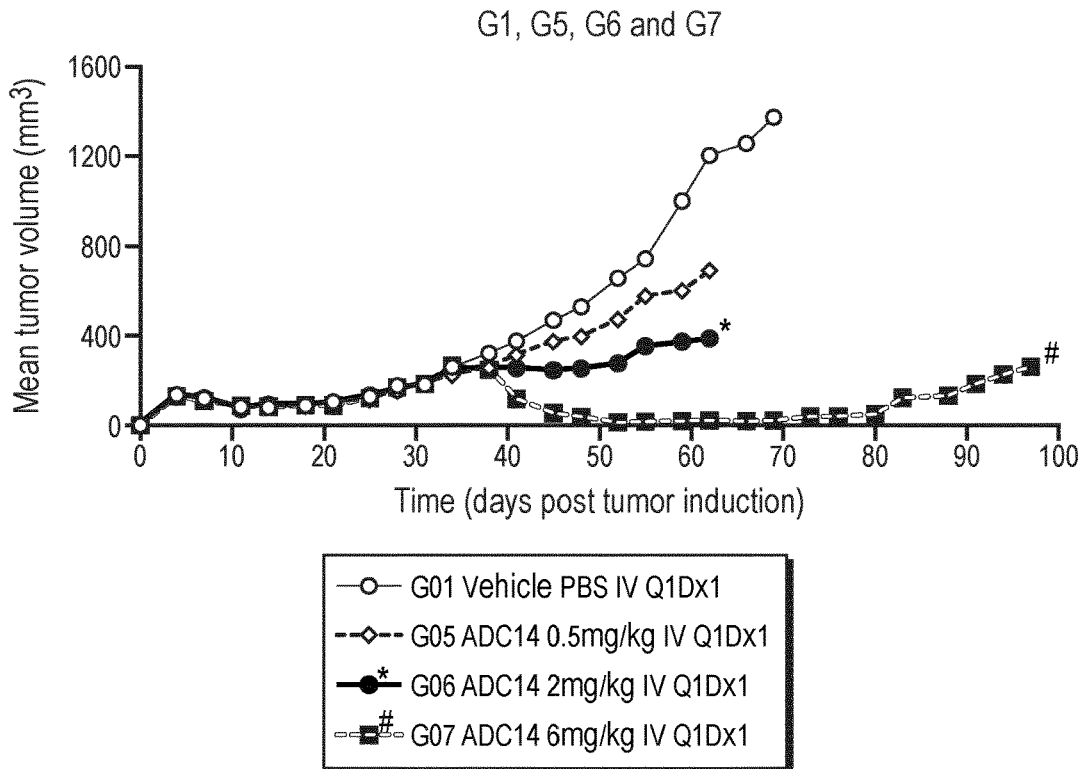 G1, G5, G6 and G7
Mean tumor volume (mm3)
1600
1200
800
400
0
0 10 20 30 40 50 60 70 80 90 100
*
#
Time (days post tumor induction)
G01 Vehicle PBS IV Q1Dx1
G05 ADC14 0.5mg/kg IV Q1Dx1
* G06 ADC14 2mg/kg IV Q1Dx1
# G07 ADC14 6mg/kg IV Q1Dx1